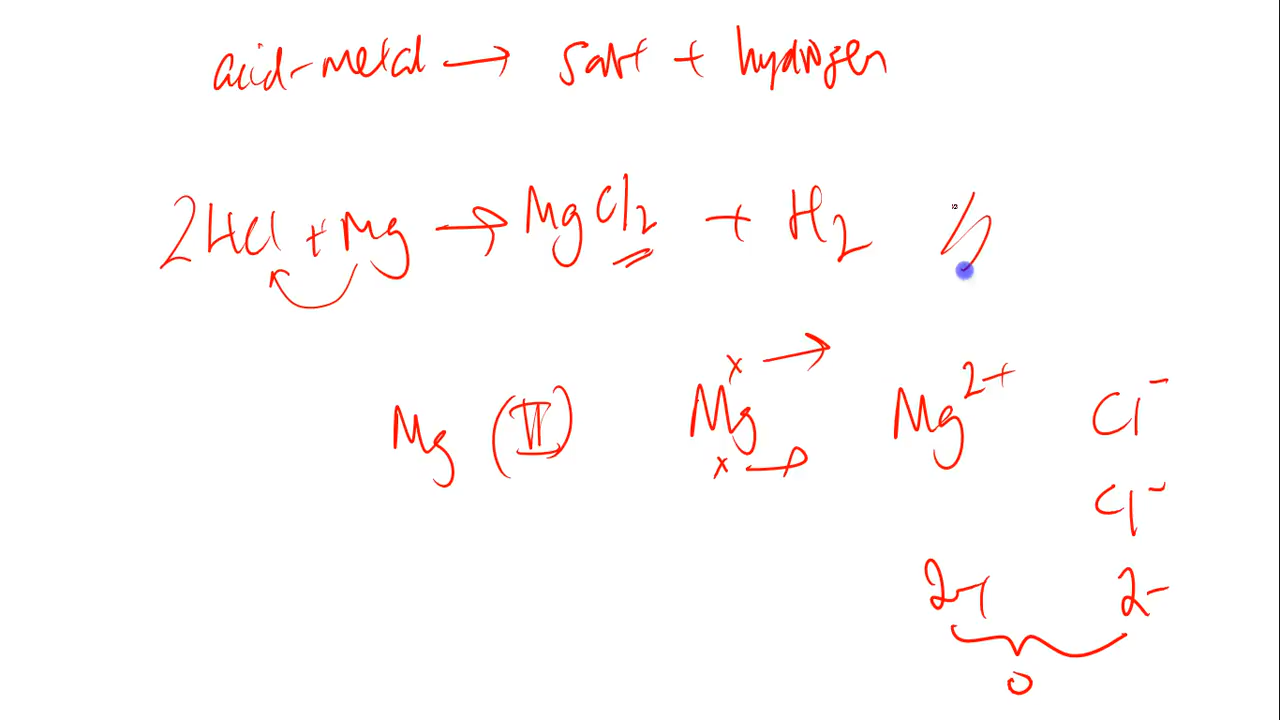 acid-metal → salt + hydrogen
2HCl + Mg → MgCl2 + H2
Mg (II) Mg x → x → Mg2+ Cl-
Cl-
2+ 2-
0